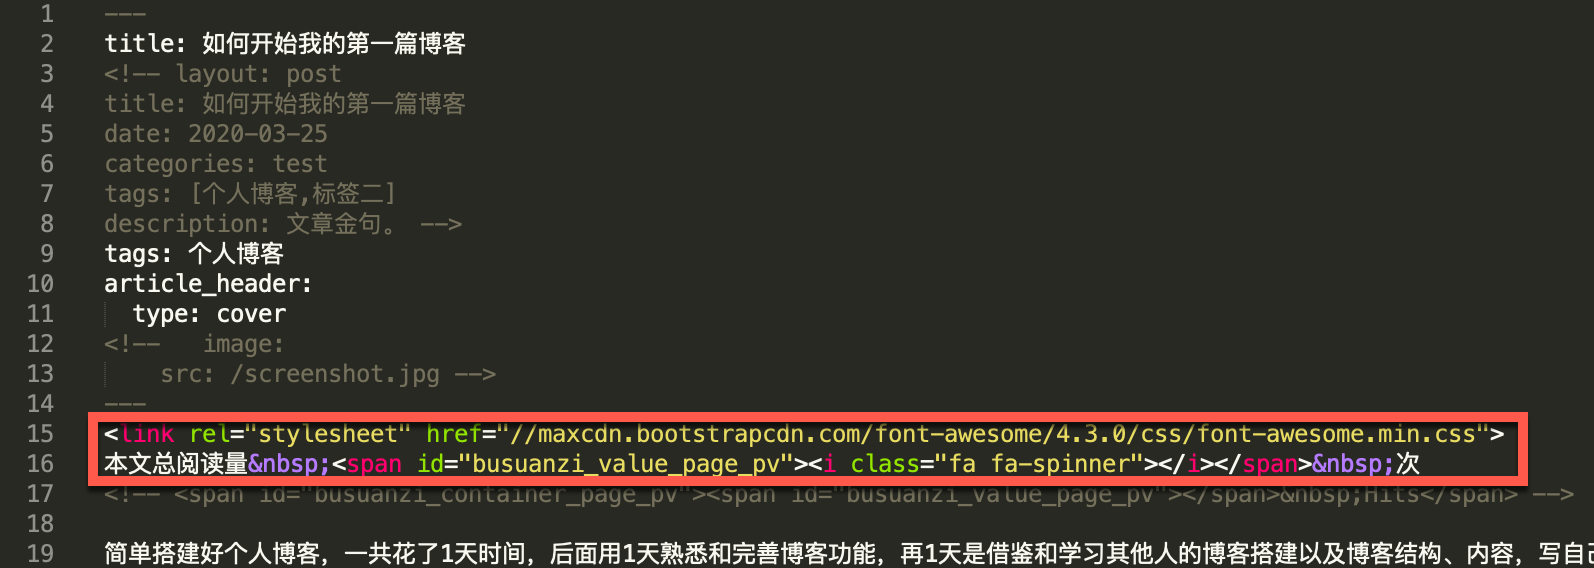 1 ---
2 title: 如何开始我的第一篇博客
3 <!-- layout: post
4 title: 如何开始我的第一篇博客
5 date: 2020-03-25
6 categories: test
7 tags: [个人博客,标签二]
8 description: 文章金句。 -->
9 tags: 个人博客
10 article_header:
11   type: cover
12 <!--   image:
13     src: /screenshot.jpg -->
14 ---
15 <link rel="stylesheet" href="//maxcdn.bootstrapcdn.com/font-awesome/4.3.0/css/font-awesome.min.css">
16 本文总阅读量&nbsp;<span id="busuanzi_value_page_pv"><i class="fa fa-spinner"></i></span>&nbsp;次
17 <!-- <span id="busuanzi_container_page_pv"><span id="busuanzi_value_page_pv"></span>&nbsp;Hits</span> -->
18
19 简单搭建好个人博客，一共花了1天时间，后面用1天熟悉和完善博客功能，再1天是借鉴和学习其他人的博客搭建以及博客结构、内容，写自己